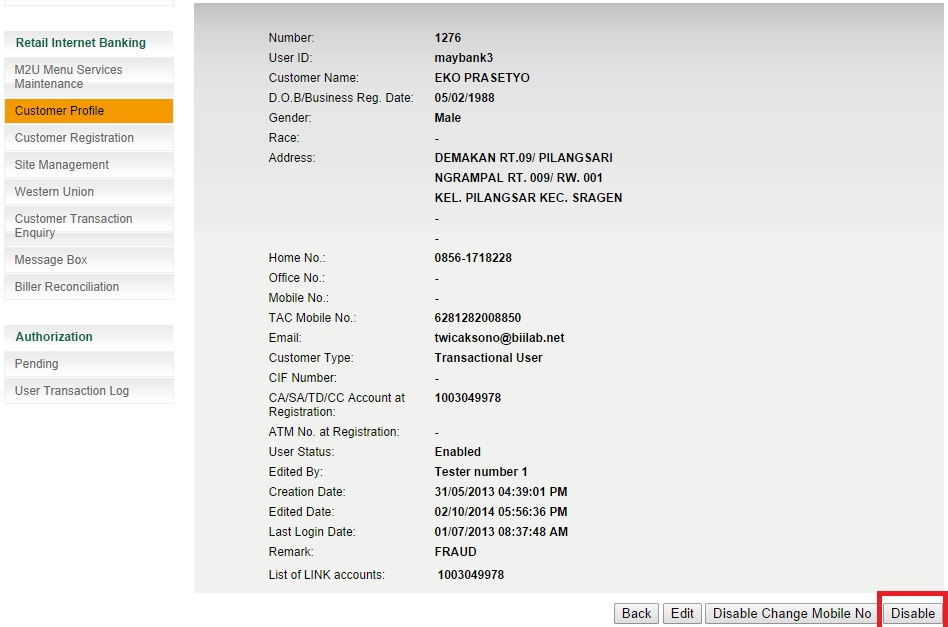 Retail Internet Banking
M2U Menu Services
Maintenance
Customer Profile
Customer Registration
Site Management
Western Union
Customer Transaction
Enquiry
Message Box
Biller Reconciliation
Authorization
Pending
User Transaction Log
Number: 1276
User ID: maybank3
Customer Name: EKO PRASETYO
D.O.B/Business Reg. Date: 05/02/1988
Gender: Male
Race: -
Address: DEMAKAN RT.09/ PILANGSARI
NGRAMPAL RT. 009/ RW. 001
KEL. PILANGSAR KEC. SRAGEN
-
-
Home No.: 0856-1718228
Office No.: -
Mobile No.: -
TAC Mobile No.: 6281282008850
Email: twicaksono@biilab.net
Customer Type: Transactional User
CIF Number: -
CA/SA/TD/CC Account at 1003049978
Registration:
ATM No. at Registration: -
User Status: Enabled
Edited By: Tester number 1
Creation Date: 31/05/2013 04:39:01 PM
Edited Date: 02/10/2014 05:56:36 PM
Last Login Date: 01/07/2013 08:37:48 AM
Remark: FRAUD
List of LINK accounts: 1003049978
Back Edit Disable Change Mobile No Disable